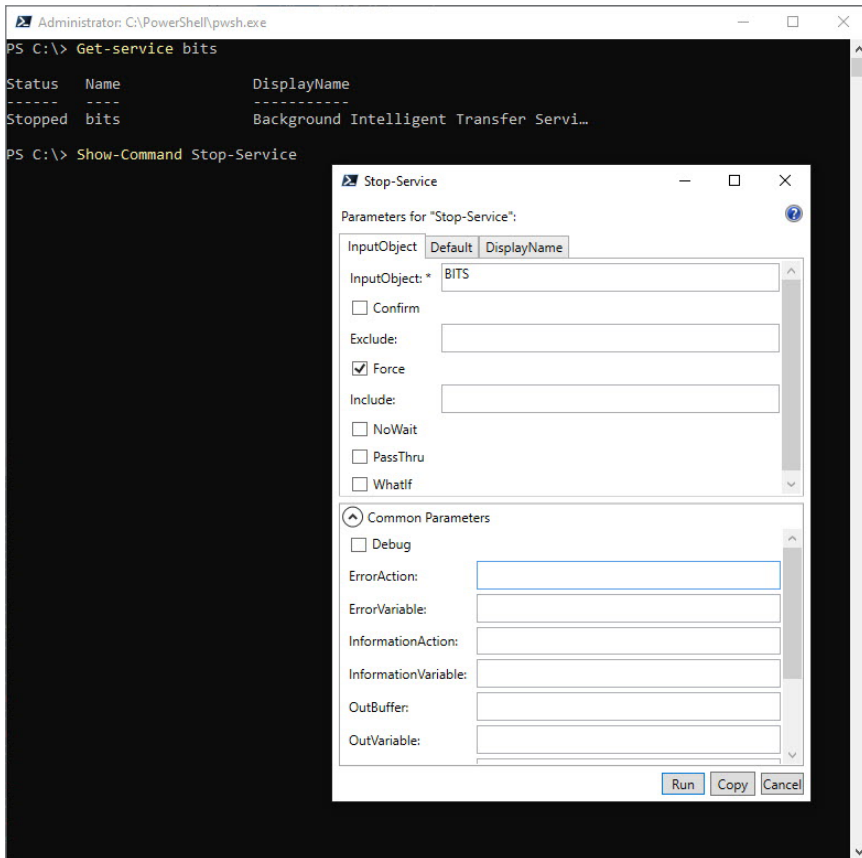 Administrator: C:\PowerShell\pwsh.exe
PS C:\> Get-service bits
Status   Name               DisplayName
------   ----               -----------
Stopped  bits               Background Intelligent Transfer Servi…
PS C:\> Show-Command Stop-Service
Stop-Service
Parameters for "Stop-Service":
?
InputObject Default DisplayName
InputObject: * BITS
Confirm
Exclude:
Force
Include:
NoWait
PassThru
WhatIf
Common Parameters
Debug
ErrorAction:
ErrorVariable:
InformationAction:
InformationVariable:
OutBuffer:
OutVariable:
Run Copy Cancel